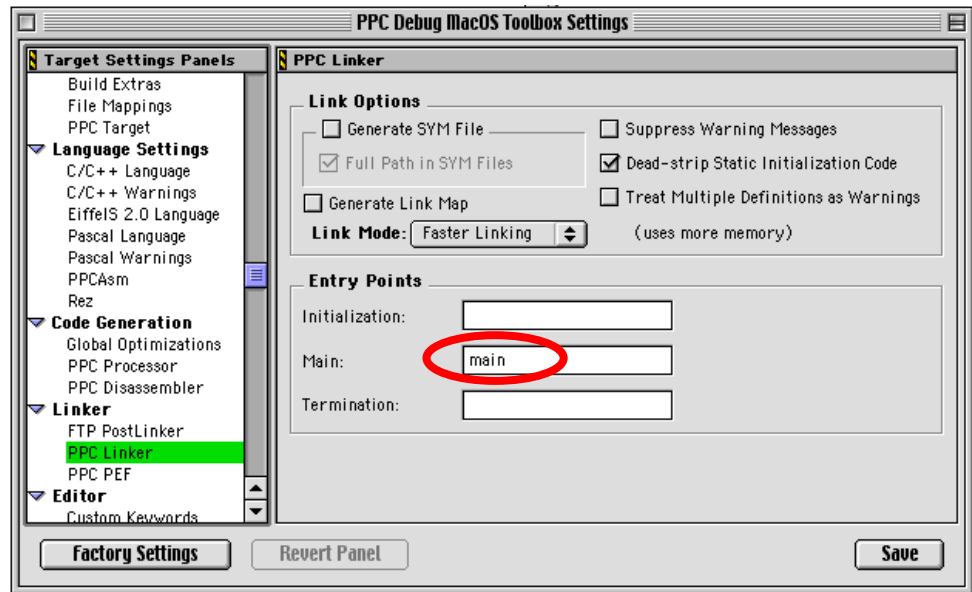 PPC Debug MacOS Toolbox Settings
Target Settings Panels
Build Extras
File Mappings
PPC Target
Language Settings
C/C++ Language
C/C++ Warnings
EiffelS 2.0 Language
Pascal Language
Pascal Warnings
PPCAsm
Rez
Code Generation
Global Optimizations
PPC Processor
PPC Disassembler
Linker
FTP PostLinker
PPC Linker
PPC PEF
Editor
Custom Keywords
PPC Linker
Link Options
Generate SYM File
Suppress Warning Messages
Full Path in SYM Files
Dead-strip Static Initialization Code
Generate Link Map
Treat Multiple Definitions as Warnings
Link Mode: Faster Linking
(uses more memory)
Entry Points
Initialization:
Main: main
Termination:
Factory Settings
Revert Panel
Save